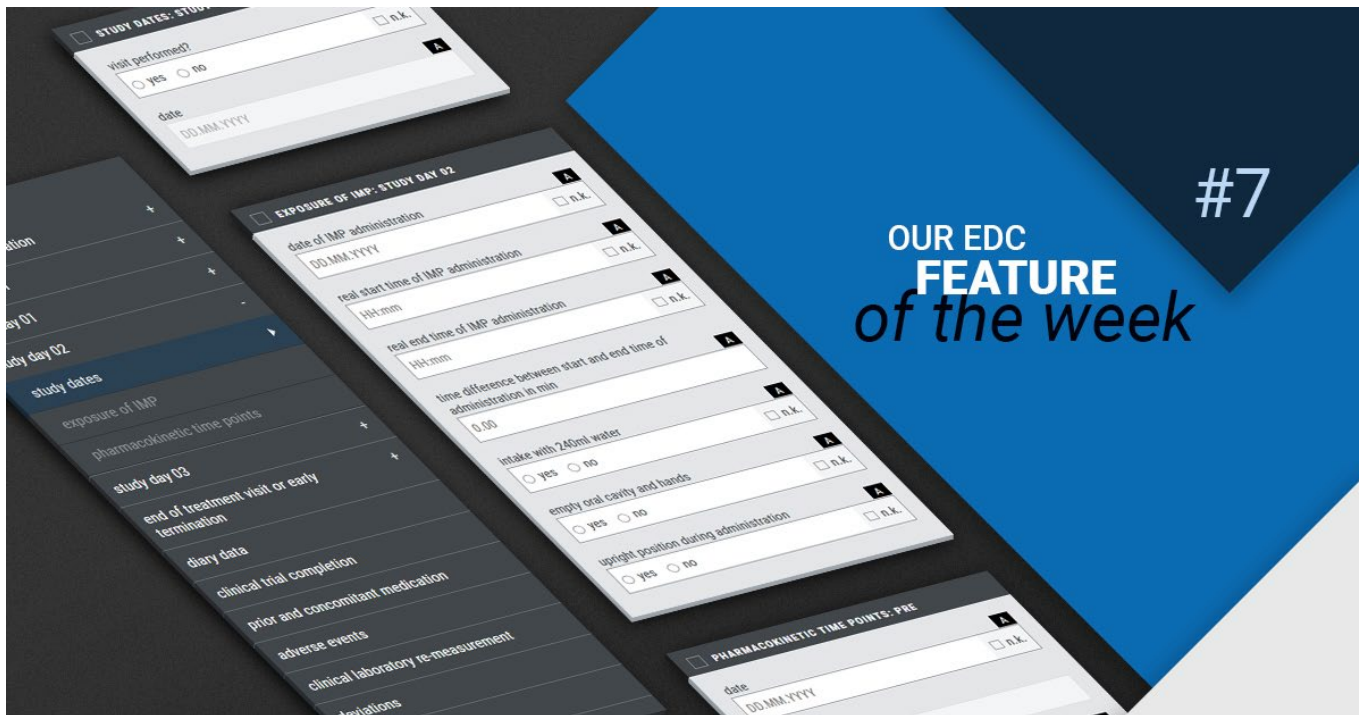 STUDY DATES: STUDY
visit performed?
n.k.
yes no
A
date
DD.MM.YYYY
+
+
+
study day 02
-
study dates
exposure of IMP
pharmacokinetic time points
study day 03
+
end of treatment visit or early
+
termination
diary data
clinical trial completion
prior and concomitant medication
adverse events
clinical laboratory re-measurement
deviations
EXPOSURE OF IMP: STUDY DAY 02
A
date of IMP administration
n.k.
DD.MM.YYYY
A
real start time of IMP administration
n.k.
HH:mm
A
real end time of IMP administration
n.k.
HH:mm
A
time difference between start and end time of
administration in min
0.00
A
intake with 240ml water
n.k.
yes no
A
empty oral cavity and hands
n.k.
yes no
A
upright position during administration
n.k.
yes no
PHARMACOKINETIC TIME POINTS: PRE
A
date
n.k.
DD.MM.YYYY
#7
OUR EDC
FEATURE
of the week